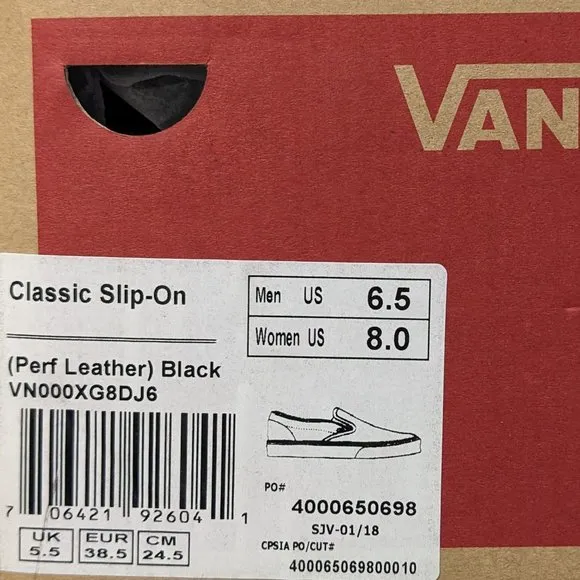 VAN
Classic Slip-On
Men US 6.5
Women US 8.0
(Perf Leather) Black
VN000XG8DJ6
7 06421 92604 1
UK EUR CM
5.5 38.5 24.5
PO#
4000650698
SJV-01/18
CPSIA PO/CUT#
400065069800010